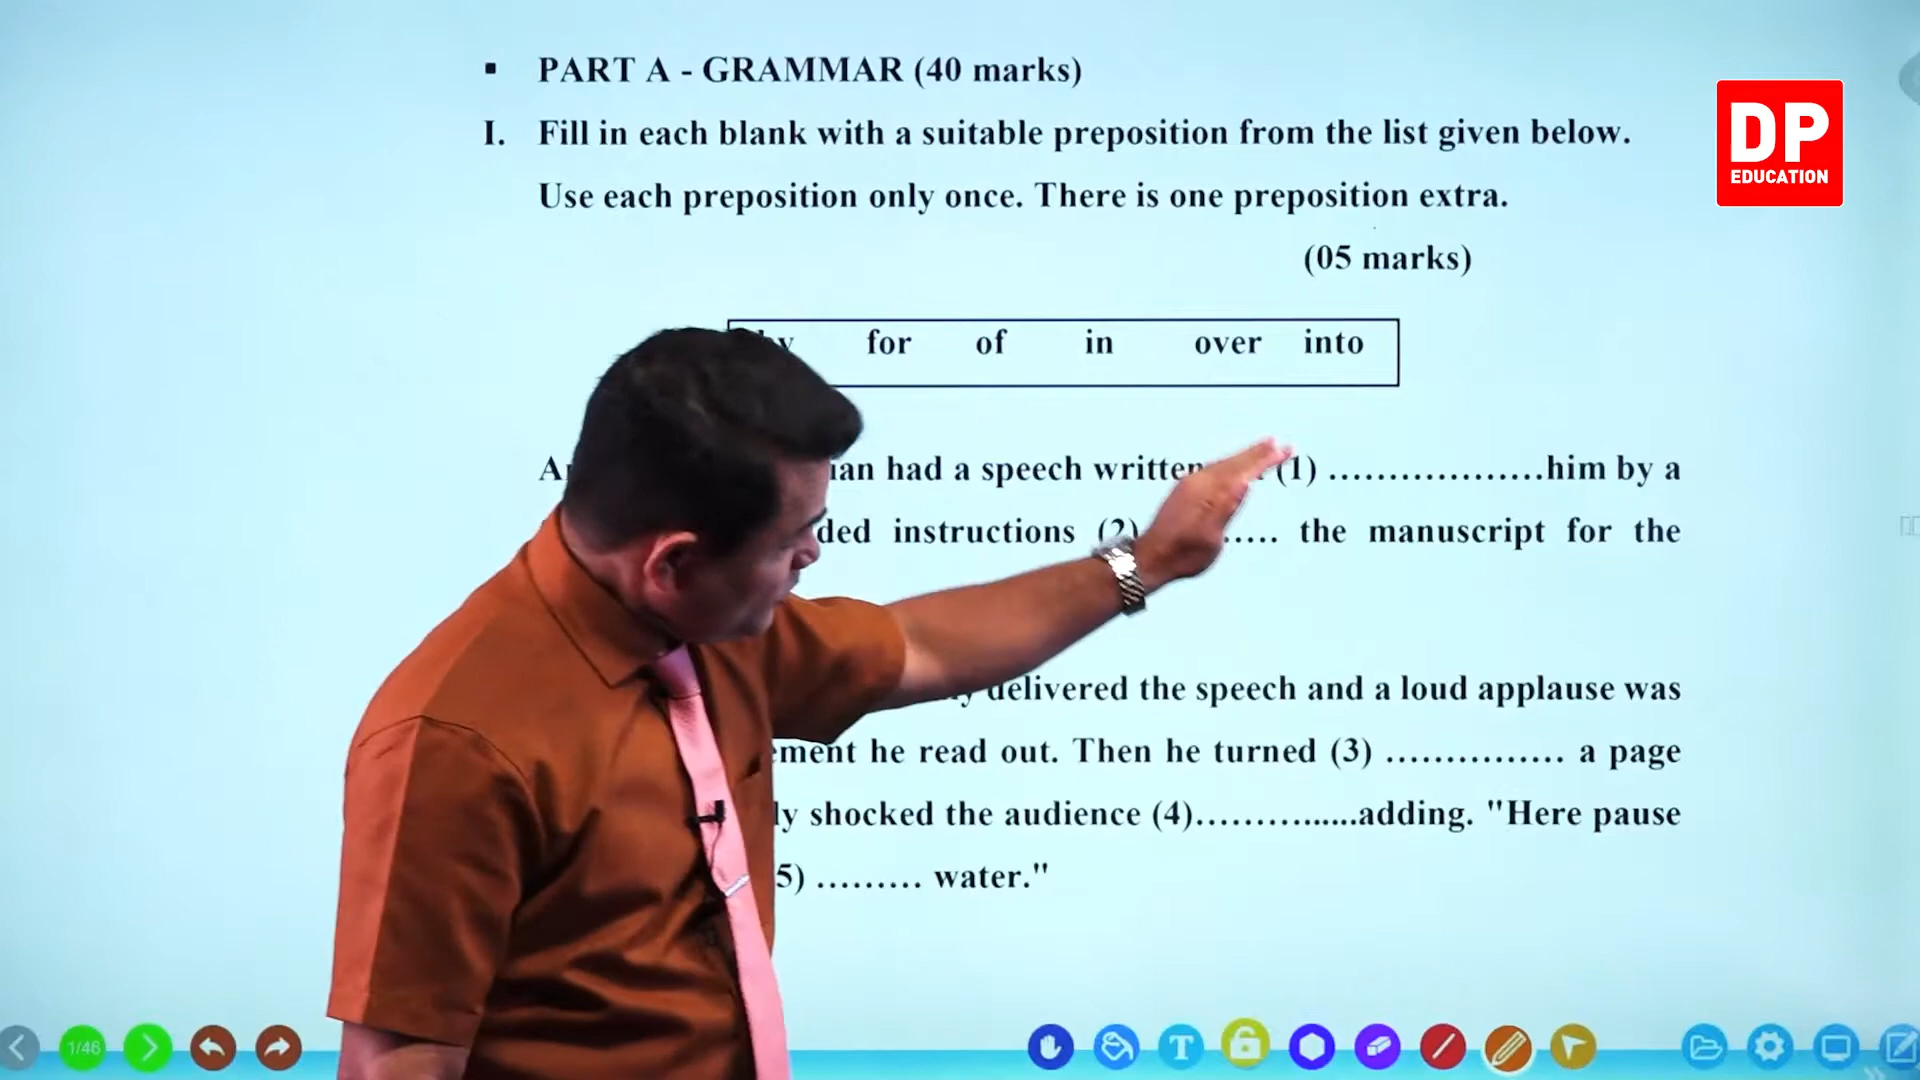 ▪ PART A - GRAMMAR (40 marks)
DP
EDUCATION
I. Fill in each blank with a suitable preposition from the list given below.
Use each preposition only once. There is one preposition extra.
(05 marks)
for of in over into
had a speech written (1) ..................him by a
instructions (2) ..... the manuscript for the
delivered the speech and a loud applause was
he read out. Then he turned (3) ............... a page
shocked the audience (4)...............adding. "Here pause
5) ......... water."
1/46
T